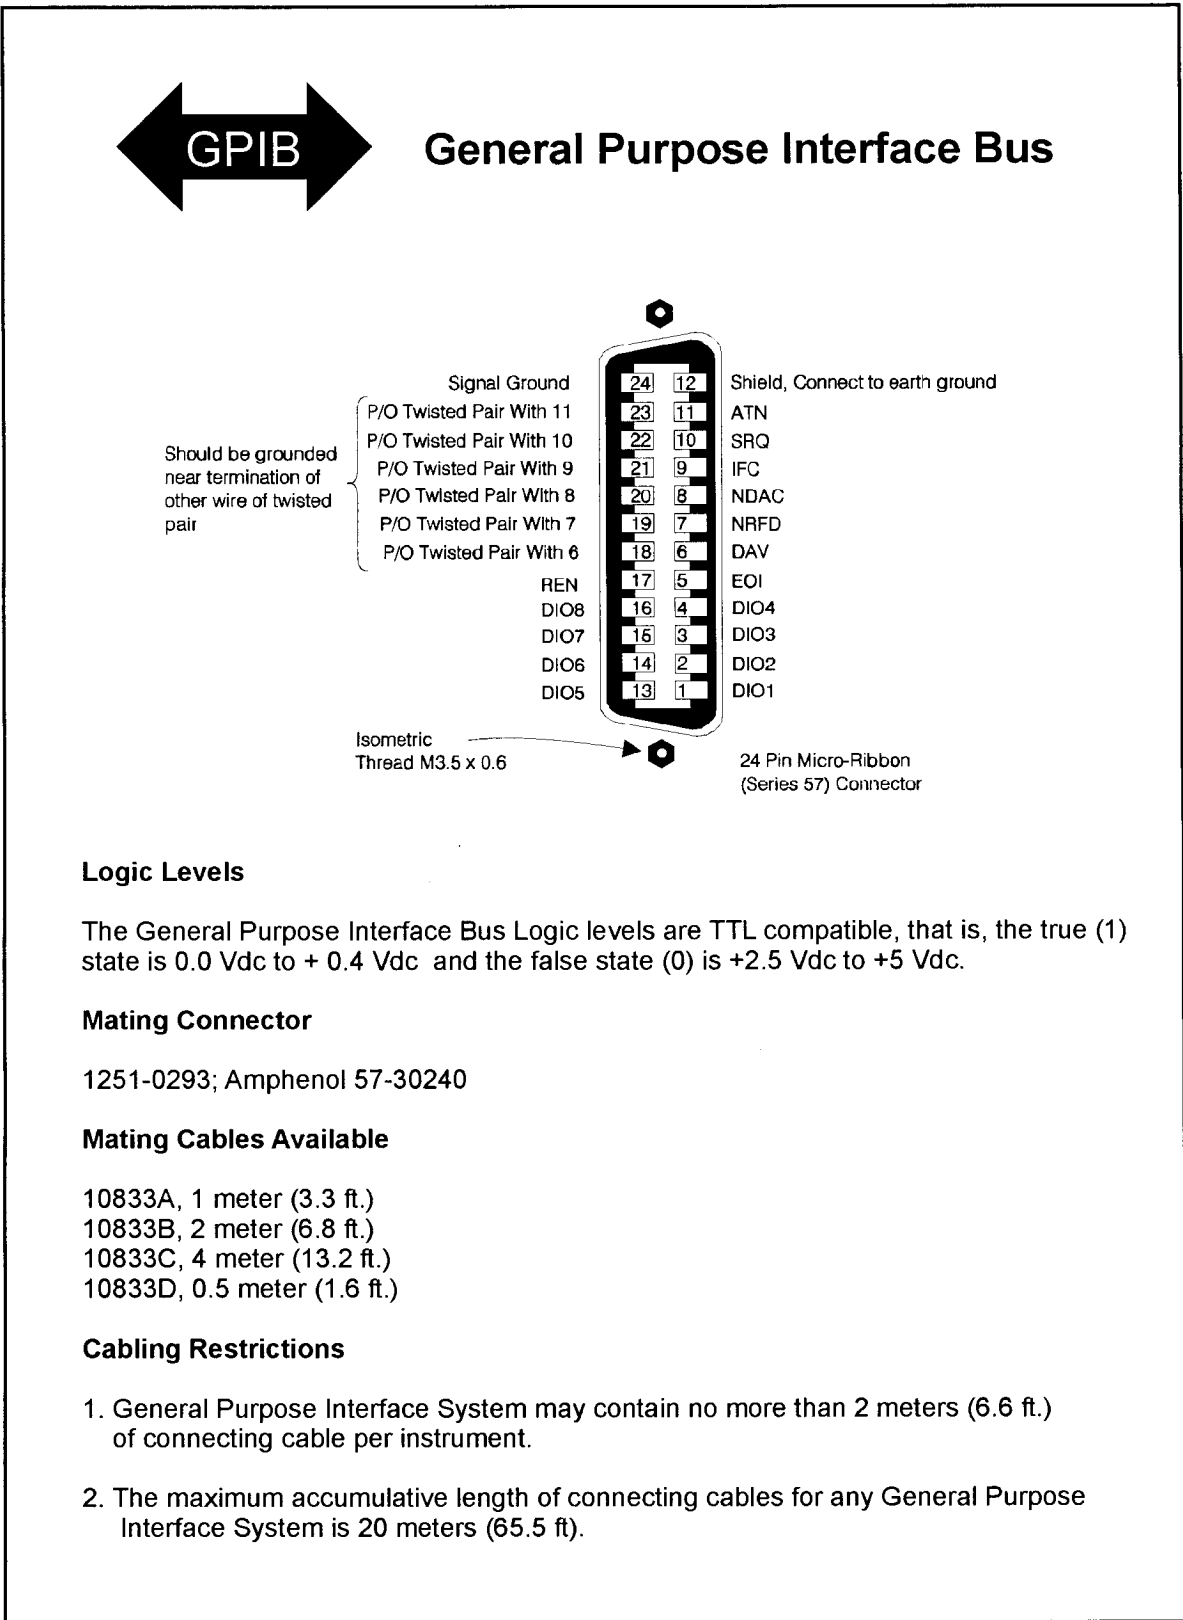 GPIB
General Purpose Interface Bus
Signal Ground 24 12 Shield, Connect to earth ground
P/O Twisted Pair With 11 23 11 ATN
P/O Twisted Pair With 10 22 10 SRQ
P/O Twisted Pair With 9 21 9 IFC
P/O Twisted Pair With 8 20 8 NDAC
P/O Twisted Pair With 7 19 7 NRFD
P/O Twisted Pair With 6 18 6 DAV
Should be grounded
near termination of
other wire of twisted
pair
REN 17 5 EOI
DIO8 16 4 DIO4
DIO7 15 3 DIO3
DIO6 14 2 DIO2
DIO5 13 1 DIO1
Isometric
Thread M3.5 x 0.6
24 Pin Micro-Ribbon
(Series 57) Connector
Logic Levels
The General Purpose Interface Bus Logic levels are TTL compatible, that is, the true (1)
state is 0.0 Vdc to + 0.4 Vdc and the false state (0) is +2.5 Vdc to +5 Vdc.
Mating Connector
1251-0293; Amphenol 57-30240
Mating Cables Available
10833A, 1 meter (3.3 ft.)
10833B, 2 meter (6.8 ft.)
10833C, 4 meter (13.2 ft.)
10833D, 0.5 meter (1.6 ft.)
Cabling Restrictions
1. General Purpose Interface System may contain no more than 2 meters (6.6 ft.)
of connecting cable per instrument.
2. The maximum accumulative length of connecting cables for any General Purpose
Interface System is 20 meters (65.5 ft).